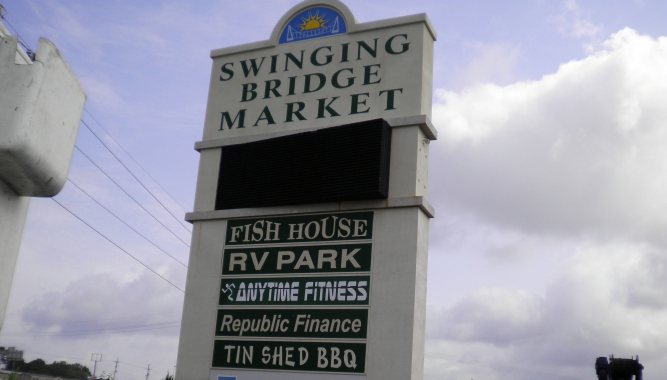 SWINGING
BRIDGE
MARKET
FISH HOUSE
RV PARK
ANYTIME FITNESS
Republic Finance
TIN SHED BBQ